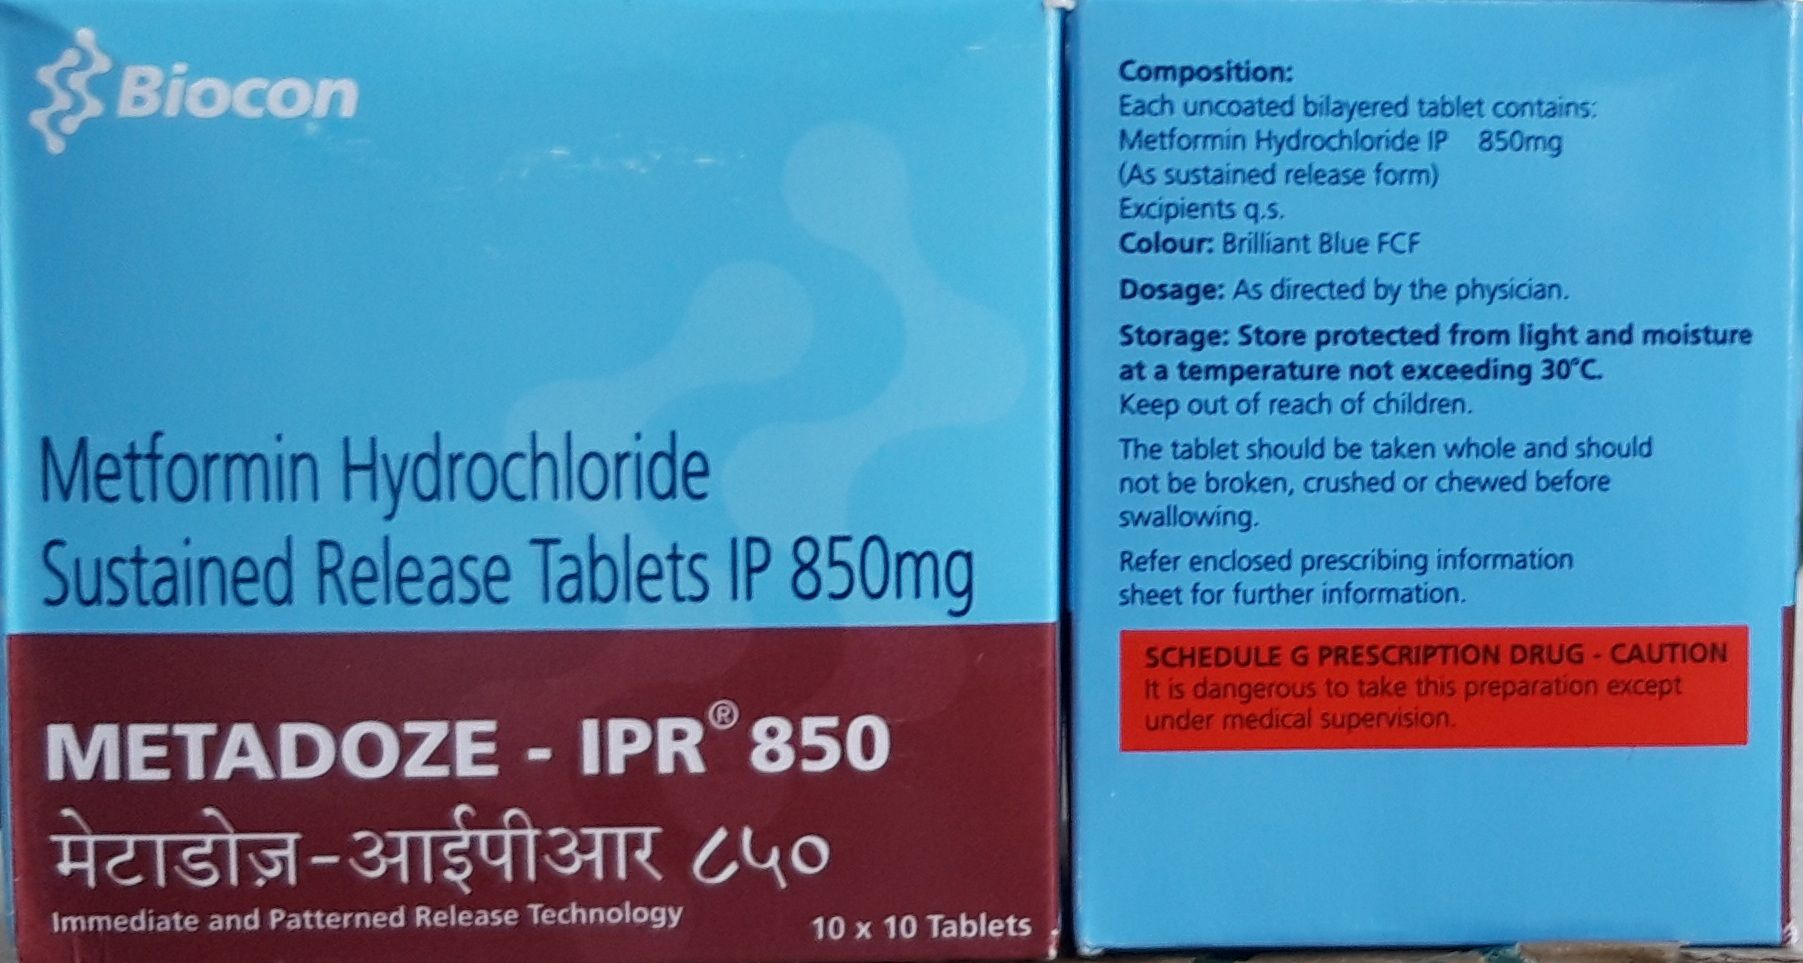 Biocon
Metformin Hydrochloride
Sustained Release Tablets IP 850mg
METADOZE - IPR® 850
मेटाडोज़-आईपीआर ८५०
Immediate and Patterned Release Technology
10 x 10 Tablets
Composition:
Each uncoated bilayered tablet contains:
Metformin Hydrochloride IP 850mg
(As sustained release form)
Excipients q.s.
Colour: Brilliant Blue FCF
Dosage: As directed by the physician.
Storage: Store protected from light and moisture
at a temperature not exceeding 30°C.
Keep out of reach of children.
The tablet should be taken whole and should
not be broken, crushed or chewed before
swallowing.
Refer enclosed prescribing information
sheet for further information.
SCHEDULE G PRESCRIPTION DRUG - CAUTION
It is dangerous to take this preparation except
under medical supervision.